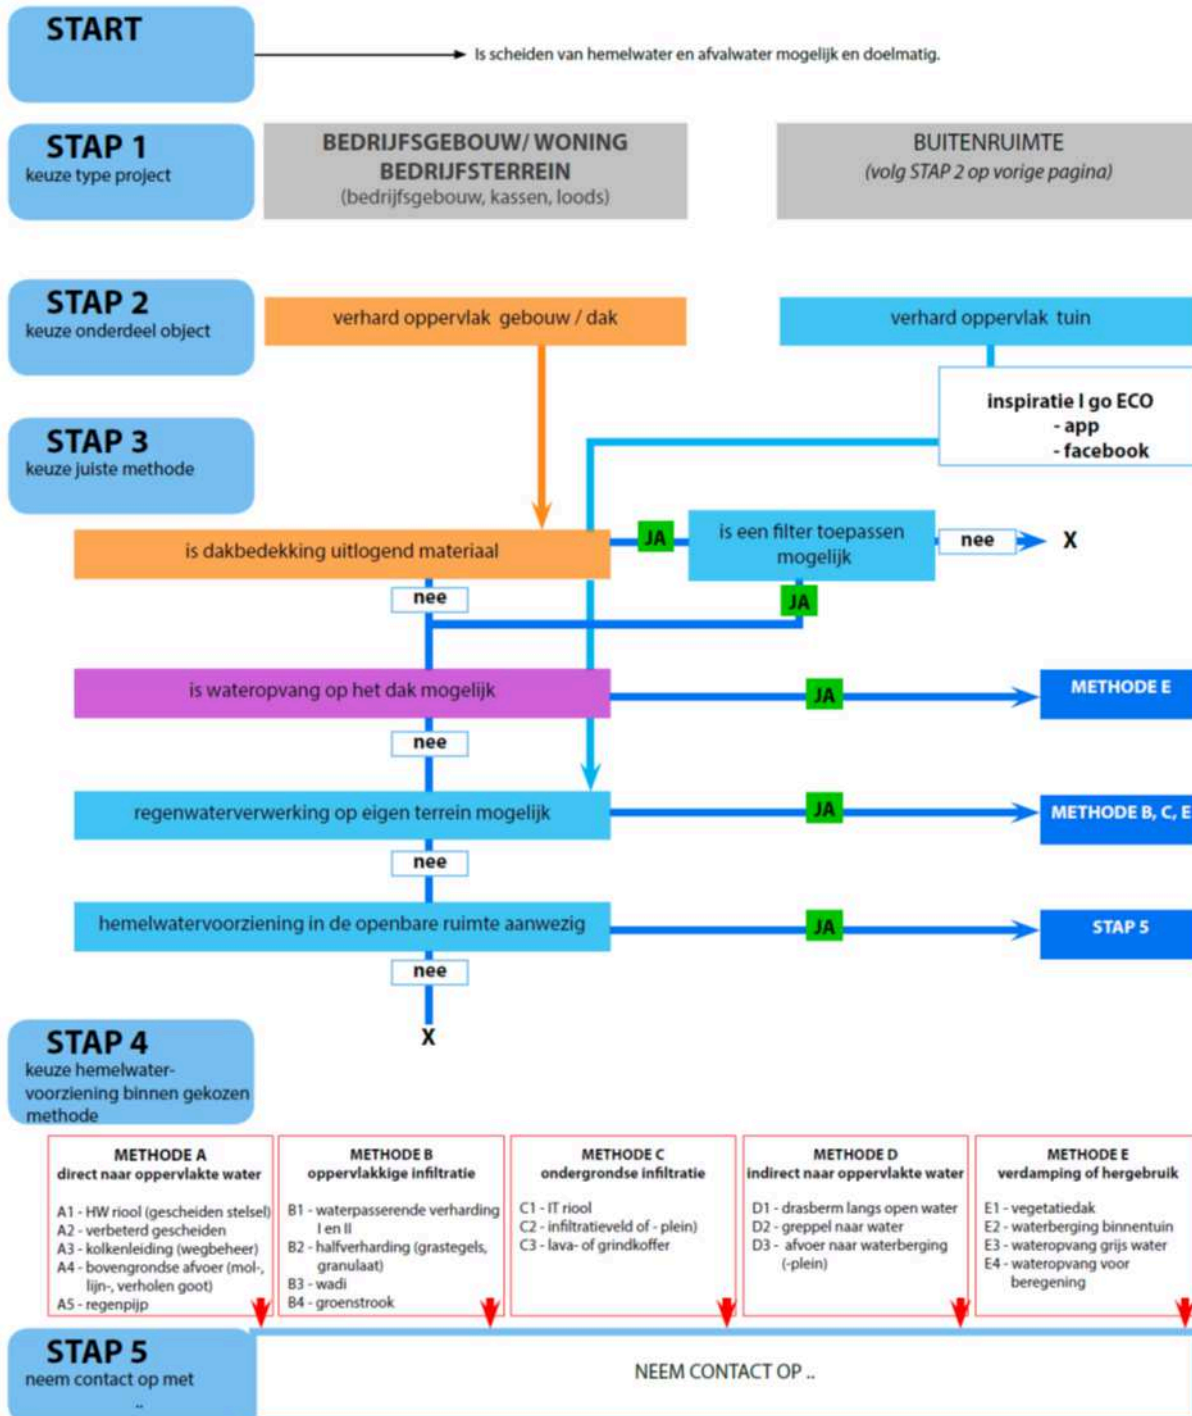 START
Is scheiden van hemelwater en afvalwater mogelijk en doelmatig.
STAP 1
keuze type project
BEDRIJFSGEBOUW/ WONING
BEDRIJFSTERREIN
(bedrijfsgebouw, kassen, loods)
BUITENRUIMTE
(volg STAP 2 op vorige pagina)
STAP 2
keuze onderdeel object
verhard oppervlak gebouw / dak
verhard oppervlak tuin
inspiratie I go ECO
- app
- facebook
STAP 3
keuze juiste methode
is dakbedekking uitlogend materiaal
JA
is een filter toepassen
mogelijk
nee
X
nee
JA
is wateropvang op het dak mogelijk
JA
METHODE E
nee
regenwaterverwerking op eigen terrein mogelijk
JA
METHODE B, C, E
nee
hemelwatervoorziening in de openbare ruimte aanwezig
JA
STAP 5
nee
X
STAP 4
keuze hemelwater-
voorziening binnen gekozen
methode
METHODE A
direct naar oppervlakte water
A1 - HW riool (gescheiden stelsel)
A2 - verbeterd gescheiden
A3 - kolkenleiding (wegbeheer)
A4 - bovengrondse afvoer (mol-,
lijn-, verholen goot)
A5 - regenpijp
METHODE B
oppervlakkige infiltratie
B1 - waterpasserende verharding
I en II
B2 - halfverharding (grastegels,
granulaat)
B3 - wadi
B4 - groenstrook
METHODE C
ondergrondse infiltratie
C1 - IT riool
C2 - infiltratieveld of - plein)
C3 - lava- of grindkoffer
METHODE D
indirect naar oppervlakte water
D1 - drasberm langs open water
D2 - greppel naar water
D3 - afvoer naar waterberging
(-plein)
METHODE E
verdamping of hergebruik
E1 - vegetatiedak
E2 - waterberging binnentuin
E3 - wateropvang grijs water
E4 - wateropvang voor
beregening
STAP 5
neem contact op met
..
NEEM CONTACT OP ..